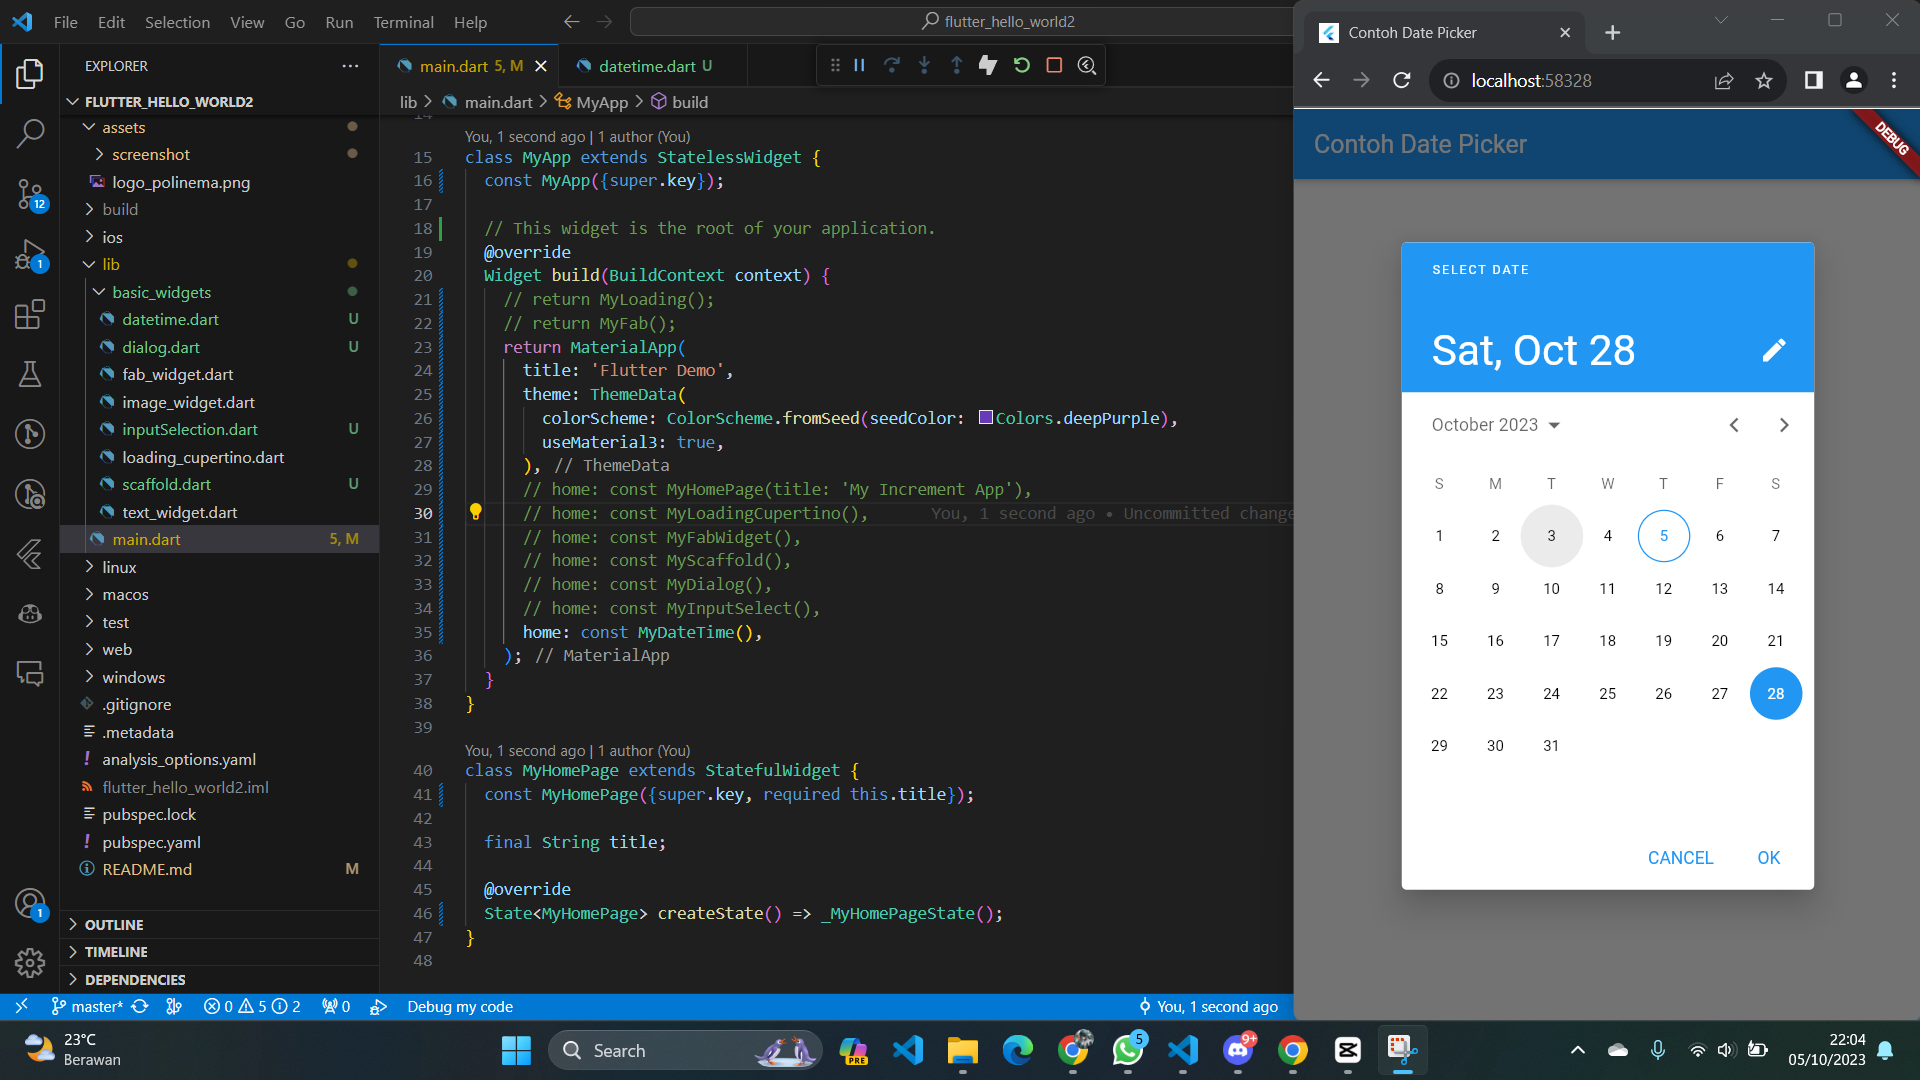 File Edit Selection View Go Run Terminal Help
flutter_hello_world2
EXPLORER
FLUTTER_HELLO_WORLD2
assets
screenshot
logo_polinema.png
build
ios
lib
basic_widgets
datetime.dart U
dialog.dart U
fab_widget.dart
image_widget.dart
inputSelection.dart U
loading_cupertino.dart
scaffold.dart U
text_widget.dart
main.dart 5, M
linux
macos
test
web
windows
.gitignore
.metadata
analysis_options.yaml
flutter_hello_world2.iml
pubspec.lock
pubspec.yaml
README.md M
OUTLINE
TIMELINE
DEPENDENCIES
12
1
1
main.dart 5, M
datetime.dart U
lib > main.dart > MyApp > build
14
You, 1 second ago | 1 author (You)
15 class MyApp extends StatelessWidget {
16 const MyApp({super.key});
17
18 // This widget is the root of your application.
19 @override
20 Widget build(BuildContext context) {
21 // return MyLoading();
22 // return MyFab();
23 return MaterialApp(
24 title: 'Flutter Demo',
25 theme: ThemeData(
26 colorScheme: ColorScheme.fromSeed(seedColor: Colors.deepPurple),
27 useMaterial3: true,
28 ), // ThemeData
29 // home: const MyHomePage(title: 'My Increment App'),
30 // home: const MyLoadingCupertino(), You, 1 second ago • Uncommitted change
31 // home: const MyFabWidget(),
32 // home: const MyScaffold(),
33 // home: const MyDialog(),
34 // home: const MyInputSelect(),
35 home: const MyDateTime(),
36 ); // MaterialApp
37 }
38 }
39
You, 1 second ago | 1 author (You)
40 class MyHomePage extends StatefulWidget {
41 const MyHomePage({super.key, required this.title});
42
43 final String title;
44
45 @override
46 State<MyHomePage> createState() => _MyHomePageState();
47 }
48
master* 0 5 2 0 Debug my code You, 1 second ago
Contoh Date Picker
localhost:58328
Contoh Date Picker
DEBUG
SELECT DATE
Sat, Oct 28
October 2023
S M T W T F S
1 2 3 4 5 6 7
8 9 10 11 12 13 14
15 16 17 18 19 20 21
22 23 24 25 26 27 28
29 30 31
CANCEL OK
23°C
Berawan
Search
PRE
5
9+
22:04
05/10/2023